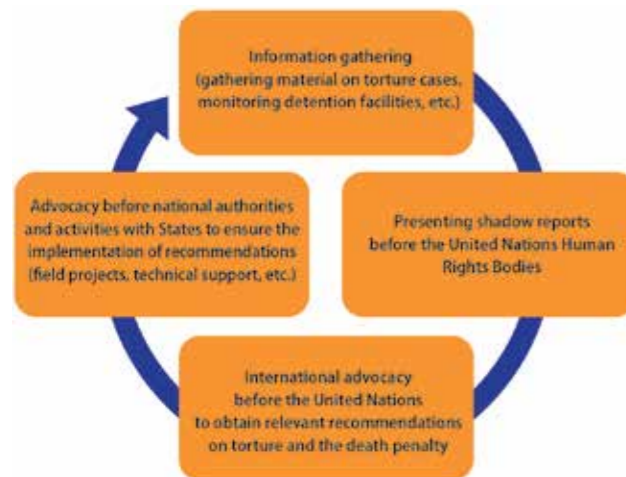 Information gathering
(gathering material on torture cases,
monitoring detention facilities, etc.)
Presenting shadow reports
before the United Nations Human
Rights Bodies
International advocacy
before the United Nations
to obtain relevant recommendations
on torture and the death penalty
Advocacy before national authorities
and activities with States to ensure the
implementation of recommendations
(field projects, technical support, etc.)